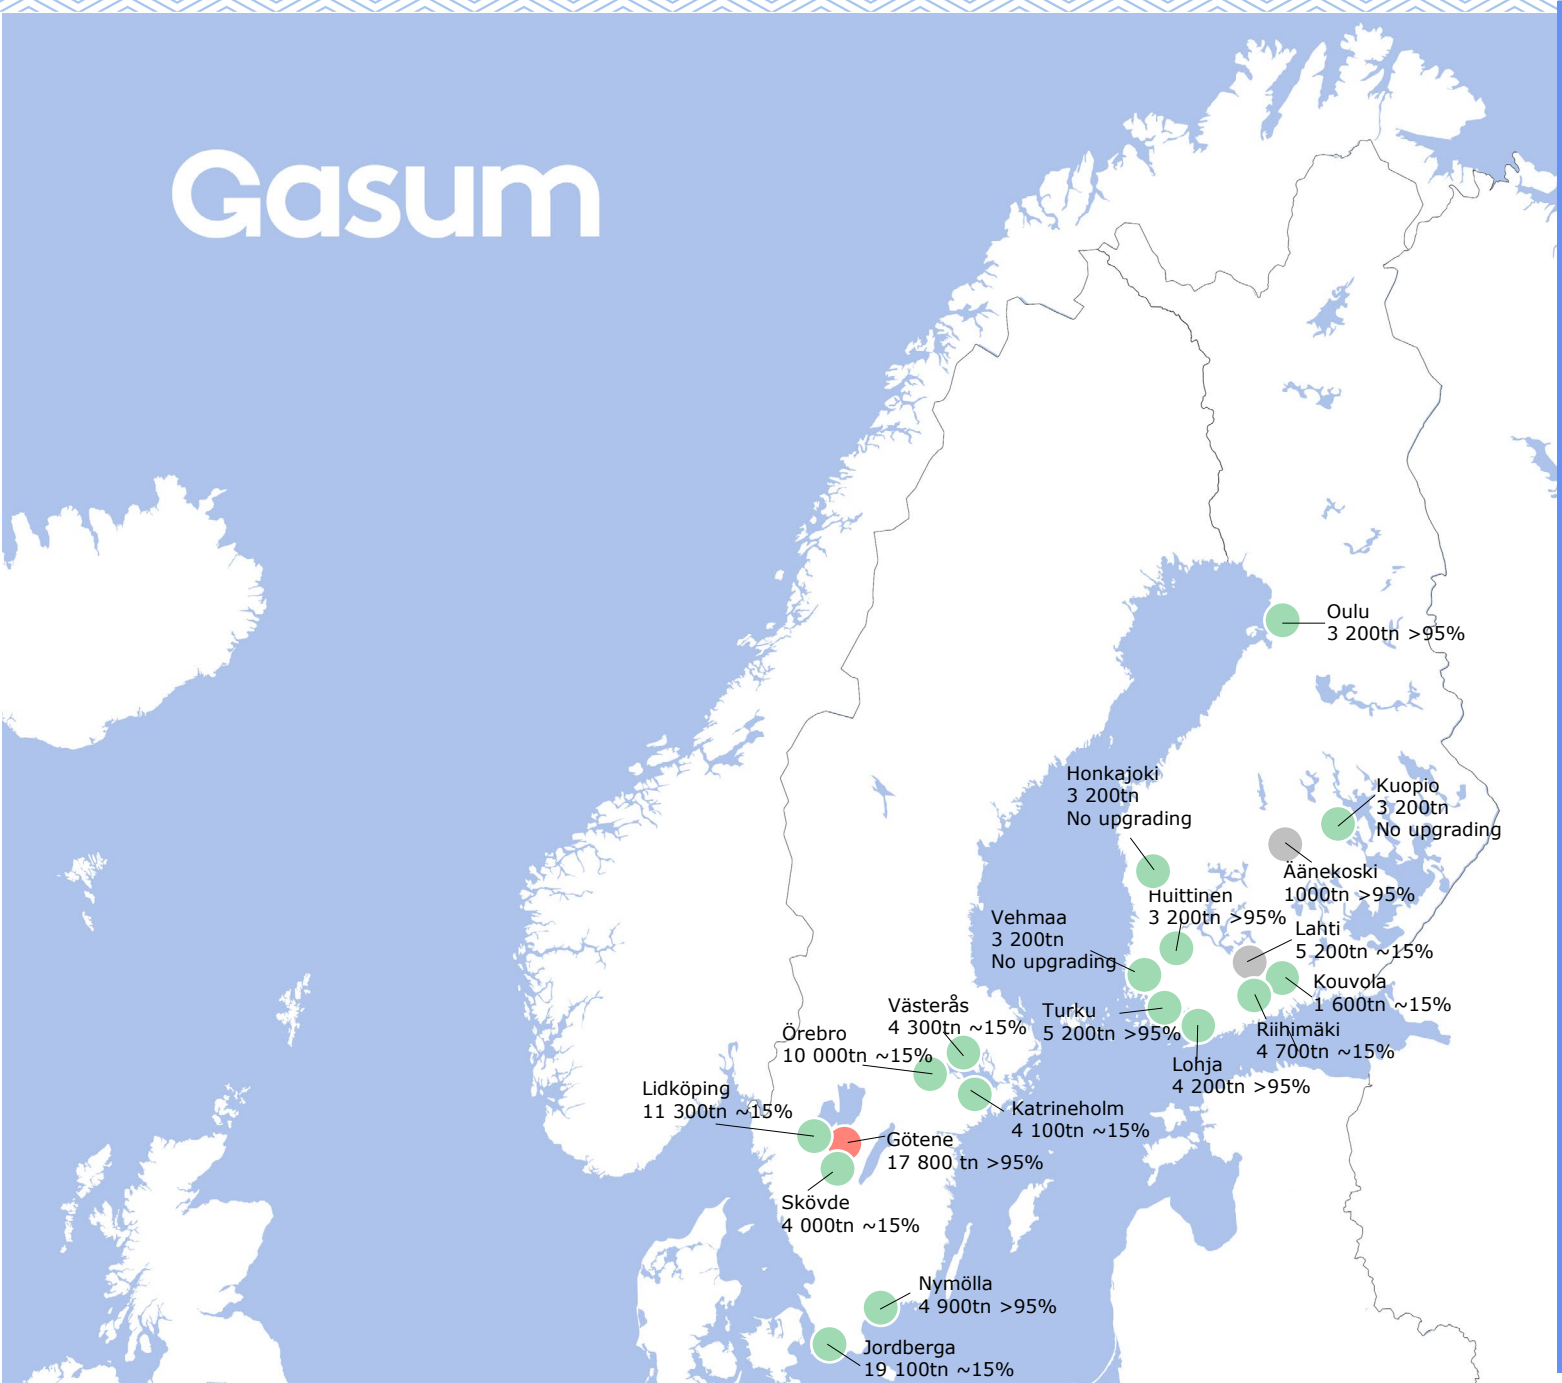 Gasum
Oulu
3 200tn >95%
Honkajoki
3 200tn
No upgrading
Kuopio
3 200tn
No upgrading
Äänekoski
1000tn >95%
Huittinen
3 200tn >95%
Vehmaa
3 200tn
No upgrading
Lahti
5 200tn ~15%
Kouvola
1 600tn ~15%
Västerås
4 300tn ~15%
Turku
5 200tn >95%
Riihimäki
4 700tn ~15%
Örebro
10 000tn ~15%
Lohja
4 200tn >95%
Lidköping
11 300tn ~15%
Katrineholm
4 100tn ~15%
Götene
17 800 tn >95%
Skövde
4 000tn ~15%
Nymölla
4 900tn >95%
Jordberga
19 100tn ~15%